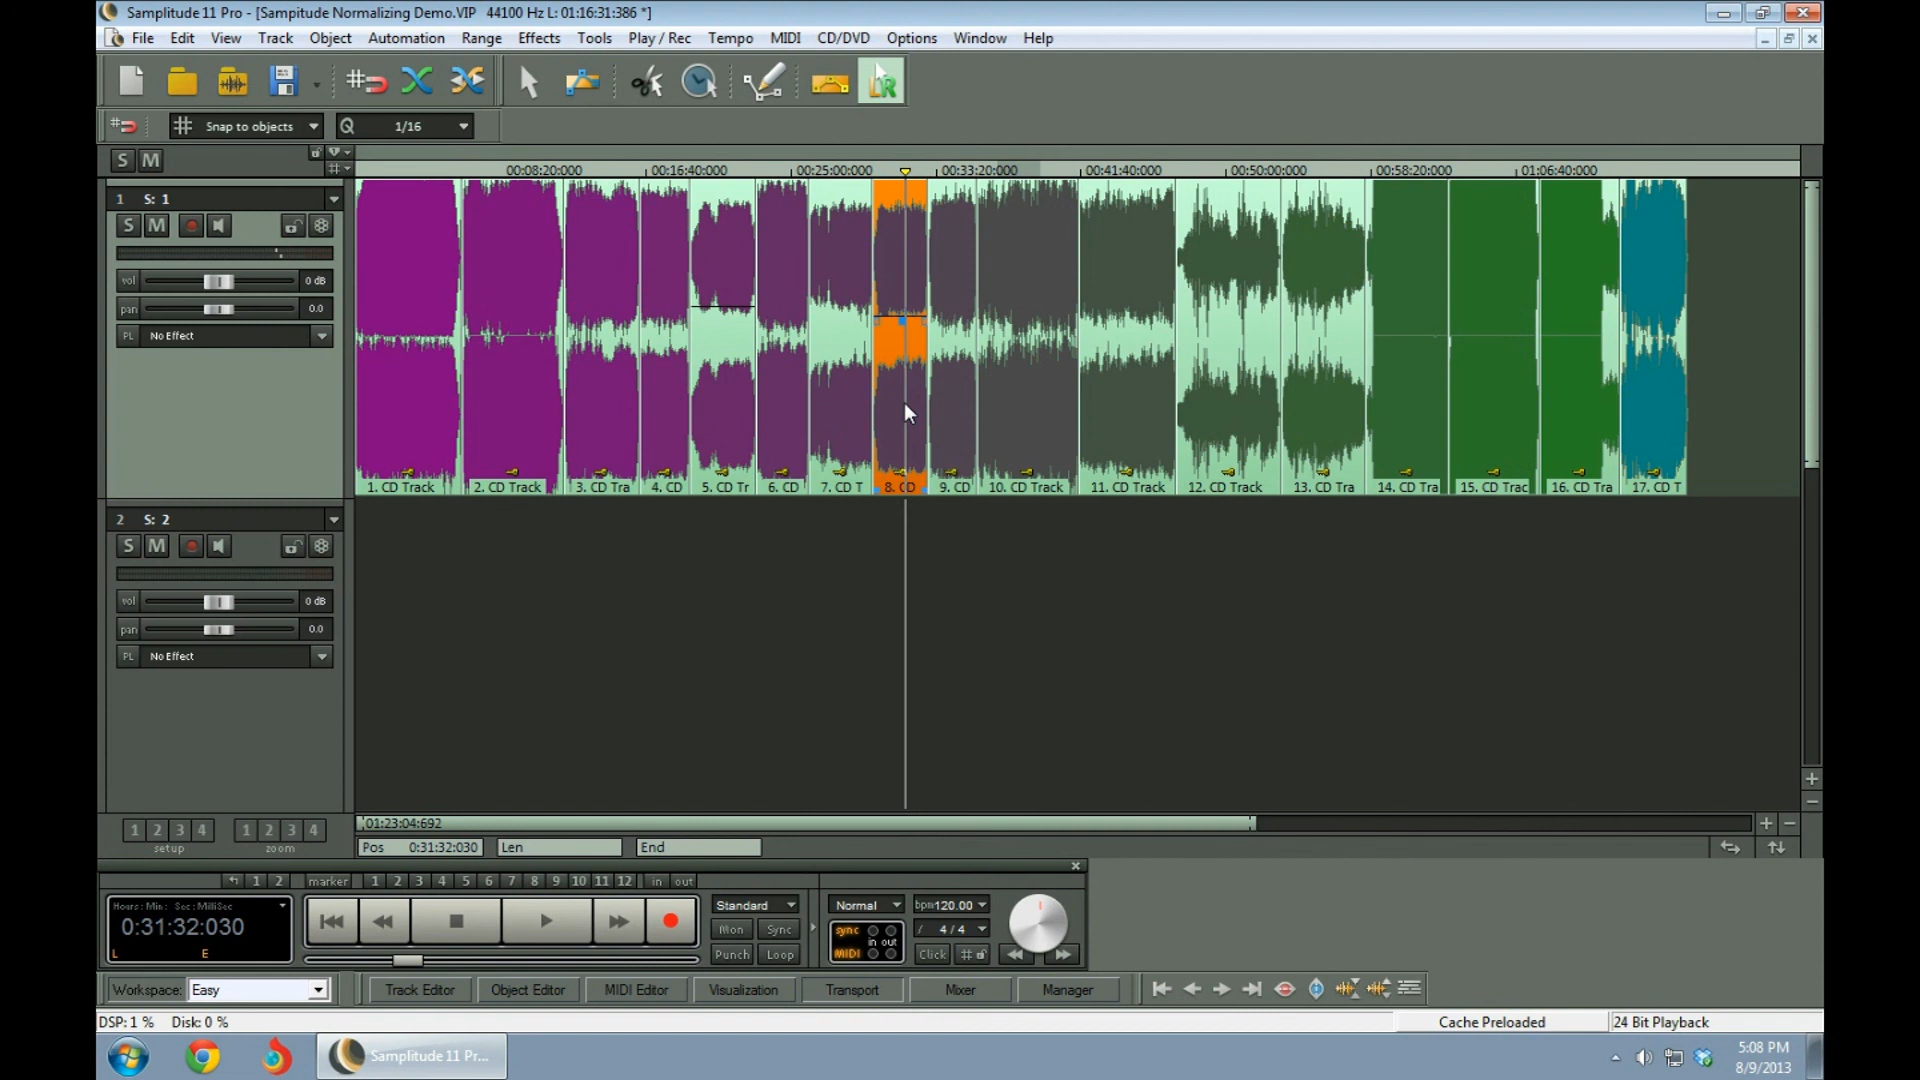 Samplitude 11 Pro - [Sampitude Normalizing Demo.VIP   44100 Hz L: 01:16:31:386 *]
File Edit View Track Object Automation Range Effects Tools Play / Rec Tempo MIDI CD/DVD Options Window Help
Snap to objects Q 1/16
S M
00:08:20:000 00:16:40:000 00:25:00:000 00:33:20:000 00:41:40:000 00:50:00:000 00:58:20:000 01:06:40:000
1 S: 1
S M
vol 0 dB
pan 0.0
PL No Effect
1. CD Track 2. CD Track 3. CD Tra 4. CD 5. CD Tr 6. CD 7. CD T 8. CD 9. CD 10. CD Track 11. CD Track 12. CD Track 13. CD Tra 14. CD Tra 15. CD Trac 16. CD Tra 17. CD T
2 S: 2
S M
vol 0 dB
pan 0.0
PL No Effect
1 2 3 4 1 2 3 4
setup zoom
01:23:04:692
Pos 0:31:32:030 Len End
1 2 marker 1 2 3 4 5 6 7 8 9 10 11 12 in out
Hours : Min : Sec : MilliSec
0:31:32:030
L E
Standard
Mon Sync
Punch Loop
Normal bpm120.00
sync in out / 4 / 4
MIDI Click
Workspace: Easy Track Editor Object Editor MIDI Editor Visualization Transport Mixer Manager
DSP: 1 % Disk: 0 % Cache Preloaded 24 Bit Playback
Samplitude 11 Pr...
5:08 PM
8/9/2013